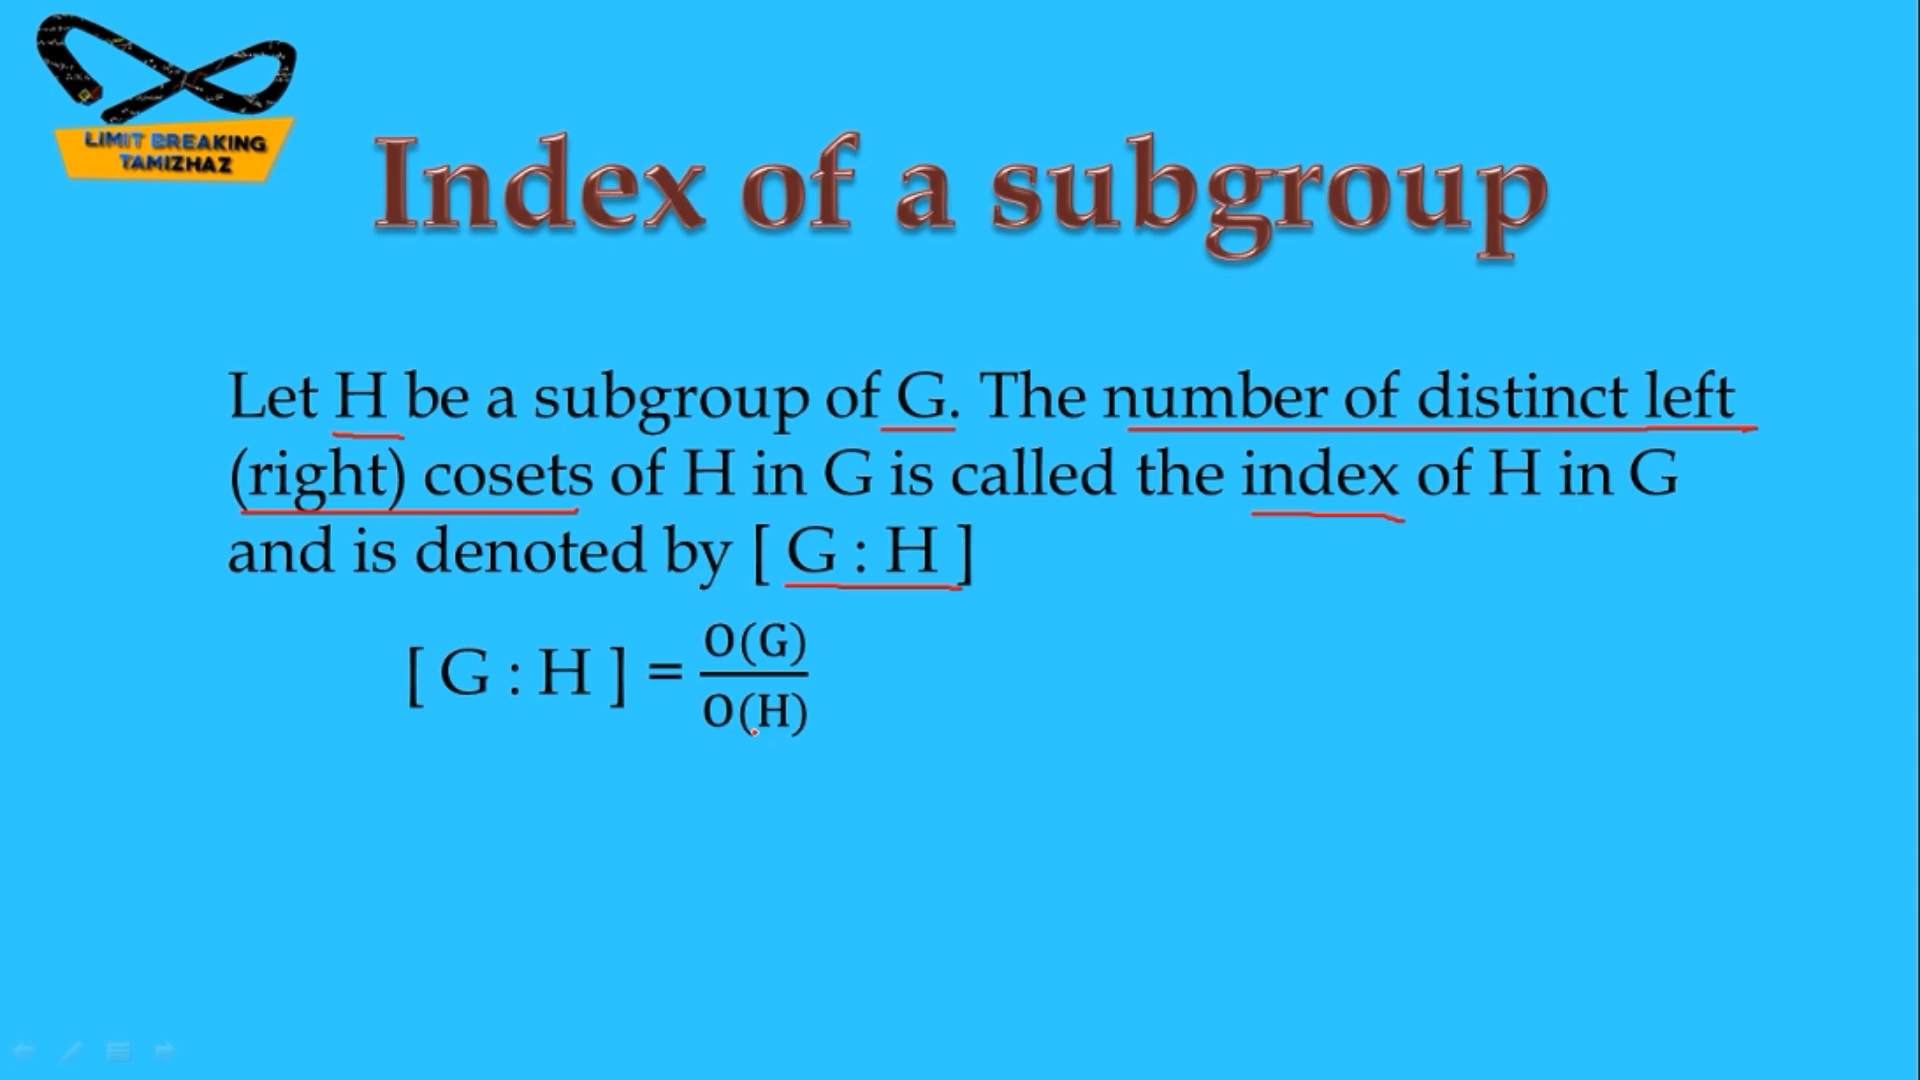 LIMIT BREAKING
TAMIZHAZ
Index of a subgroup
Let H be a subgroup of G. The number of distinct left
(right) cosets of H in G is called the index of H in G
and is denoted by [ G : H ]
[ G : H ] = O(G)/O(H)